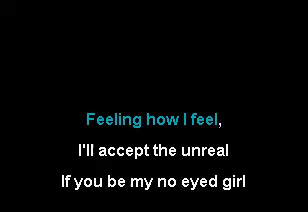 Feeling how I feel,
I'll accept the unreal
If you be my no eyed girl